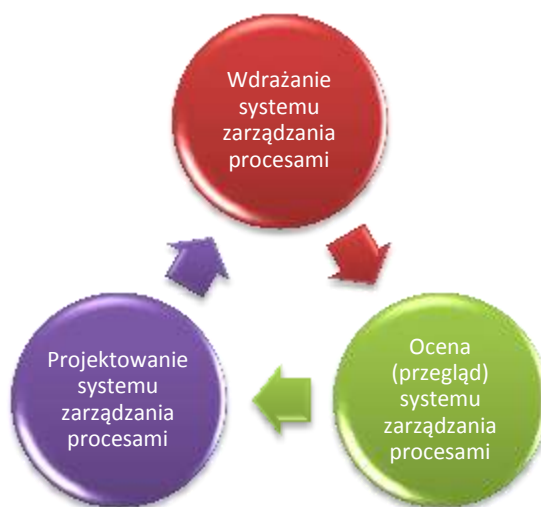 Wdrażanie
systemu
zarządzania
procesami
Ocena
(przegląd)
systemu
zarządzania
procesami
Projektowanie
systemu
zarządzania
procesami